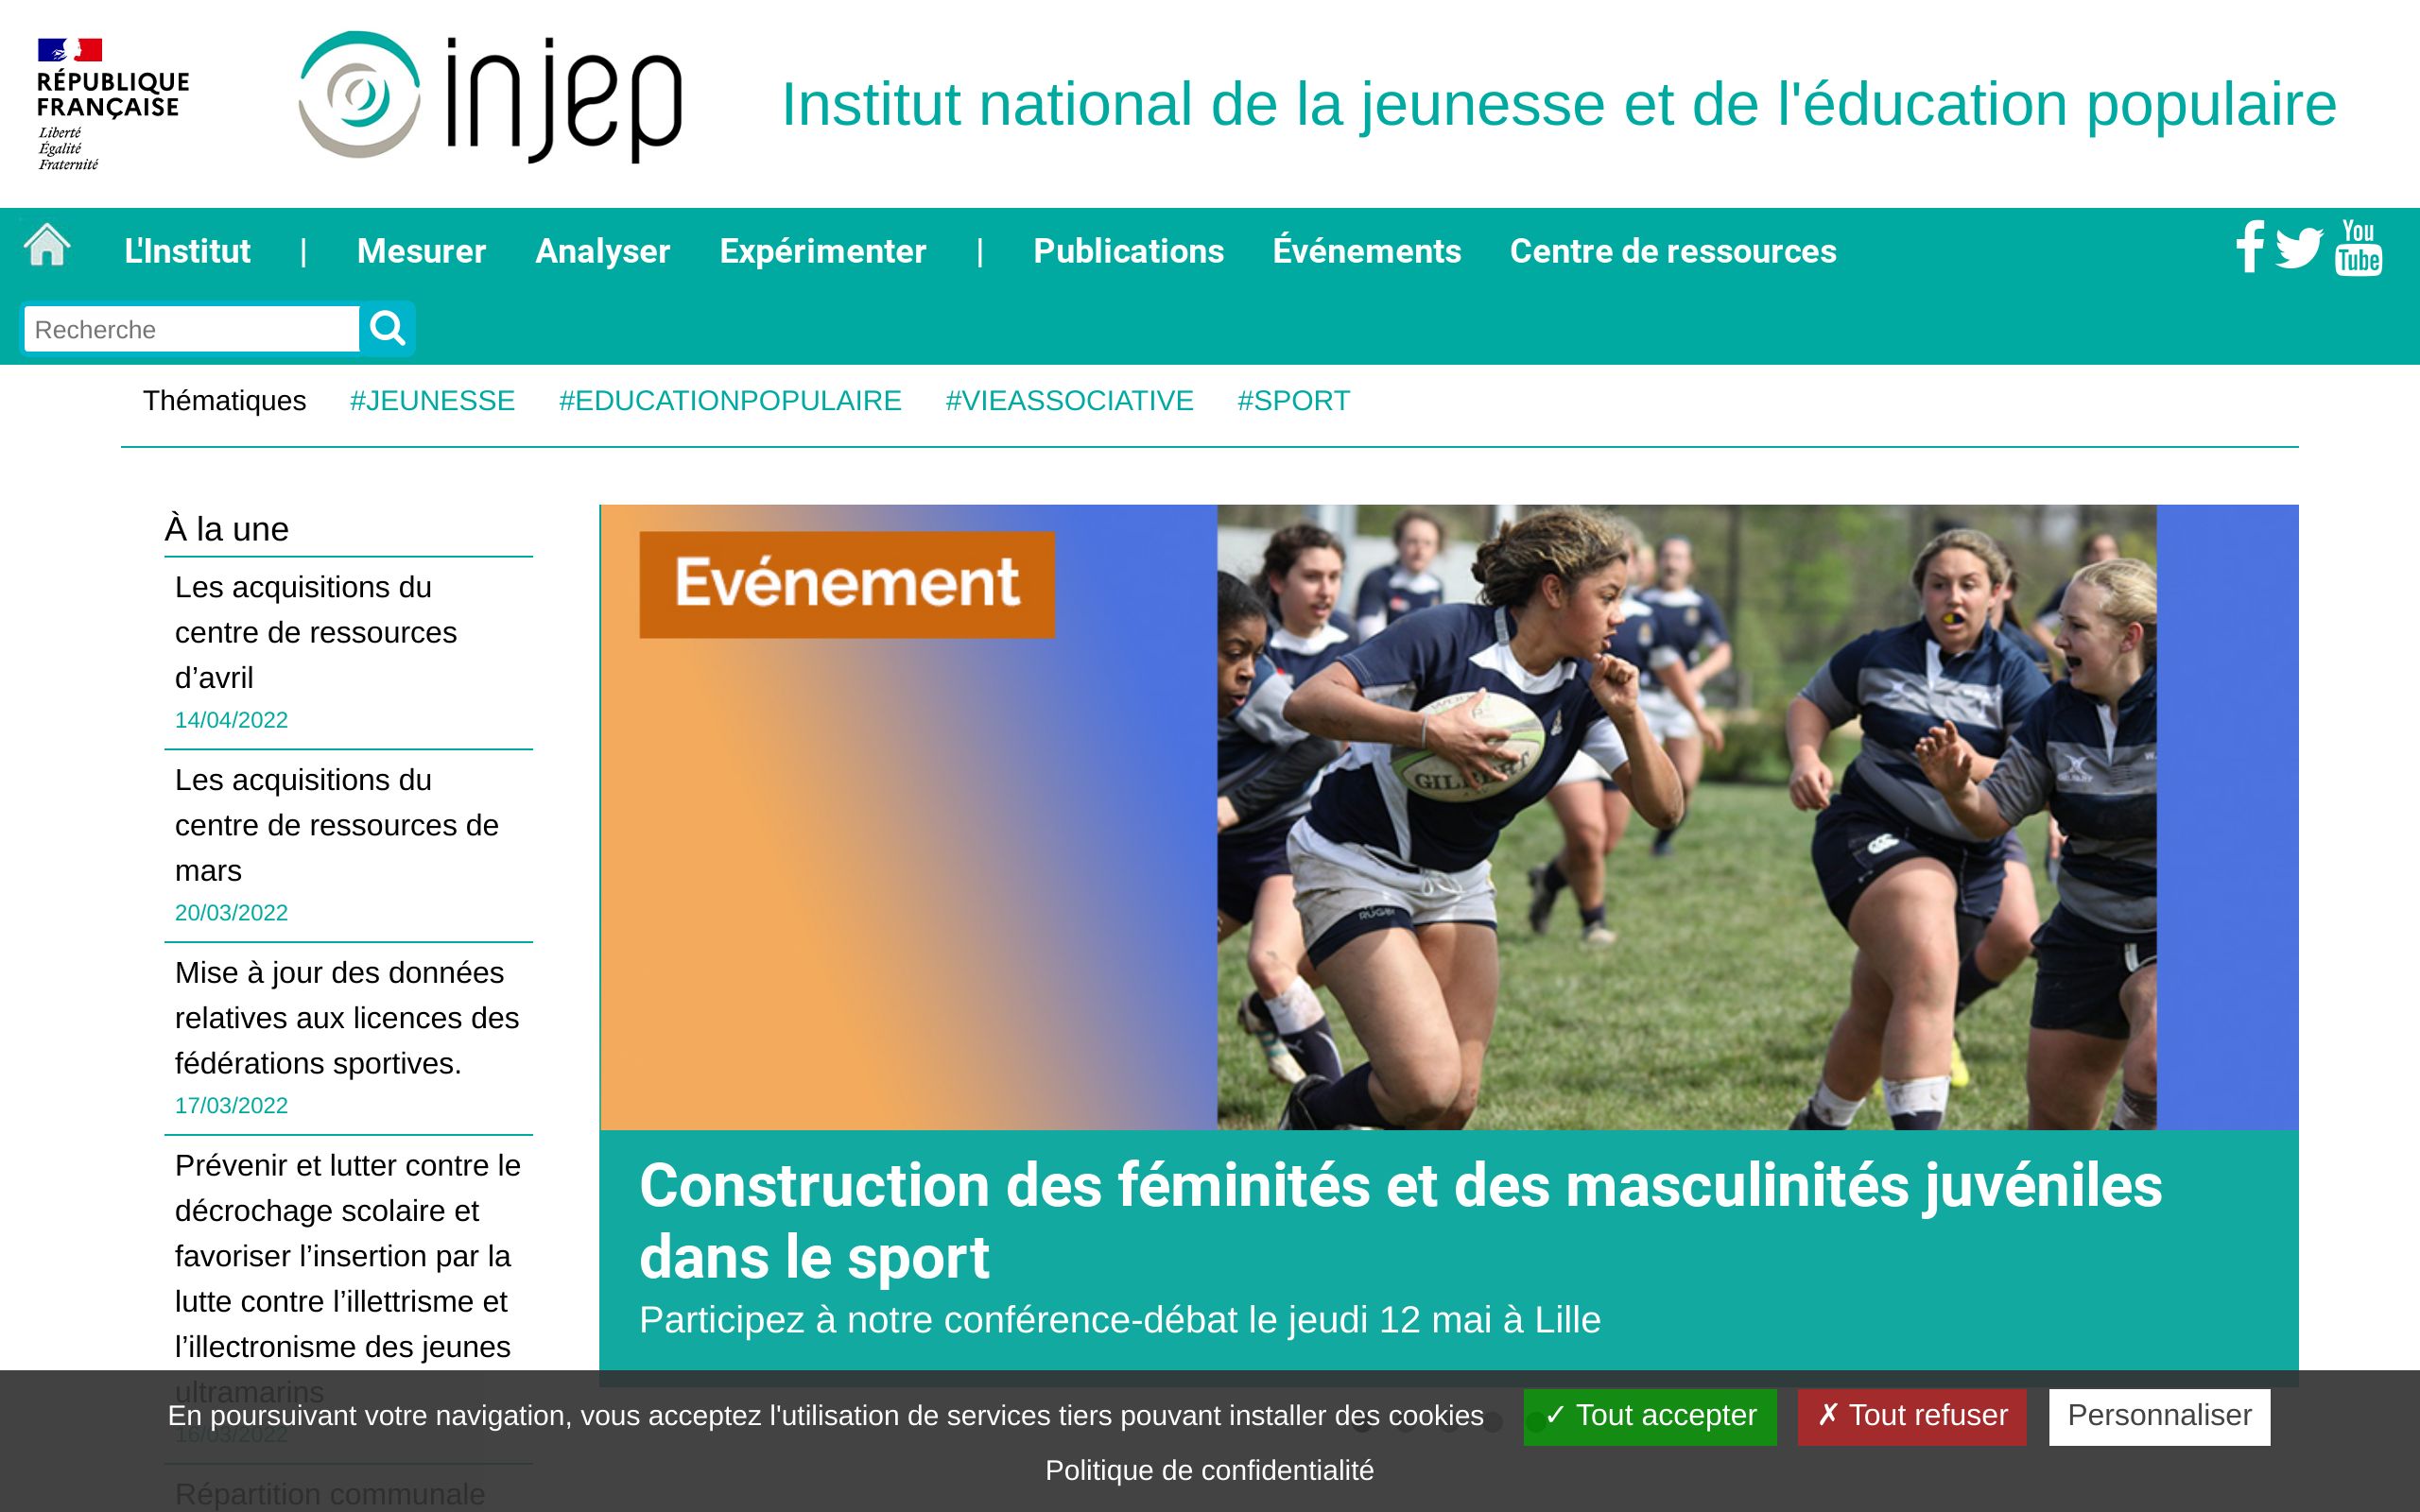 RÉPUBLIQUE
FRANÇAISE
Liberté
Égalité
Fraternité
injep
Institut national de la jeunesse et de l'éducation populaire
L'Institut | Mesurer Analyser Expérimenter | Publications Événements Centre de ressources
You
Tube
Recherche
Thématiques #JEUNESSE #EDUCATIONPOPULAIRE #VIEASSOCIATIVE #SPORT
À la une
Les acquisitions du
centre de ressources
d’avril
14/04/2022
Les acquisitions du
centre de ressources de
mars
20/03/2022
Mise à jour des données
relatives aux licences des
fédérations sportives.
17/03/2022
Prévenir et lutter contre le
décrochage scolaire et
favoriser l’insertion par la
lutte contre l’illettrisme et
l’illectronisme des jeunes
ultramarins
16/03/2022
Répartition communale
Evénement
GILBERT
RUGBY
Construction des féminités et des masculinités juvéniles
dans le sport
Participez à notre conférence-débat le jeudi 12 mai à Lille
En poursuivant votre navigation, vous acceptez l'utilisation de services tiers pouvant installer des cookies
✓ Tout accepter
✗ Tout refuser
Personnaliser
Politique de confidentialité